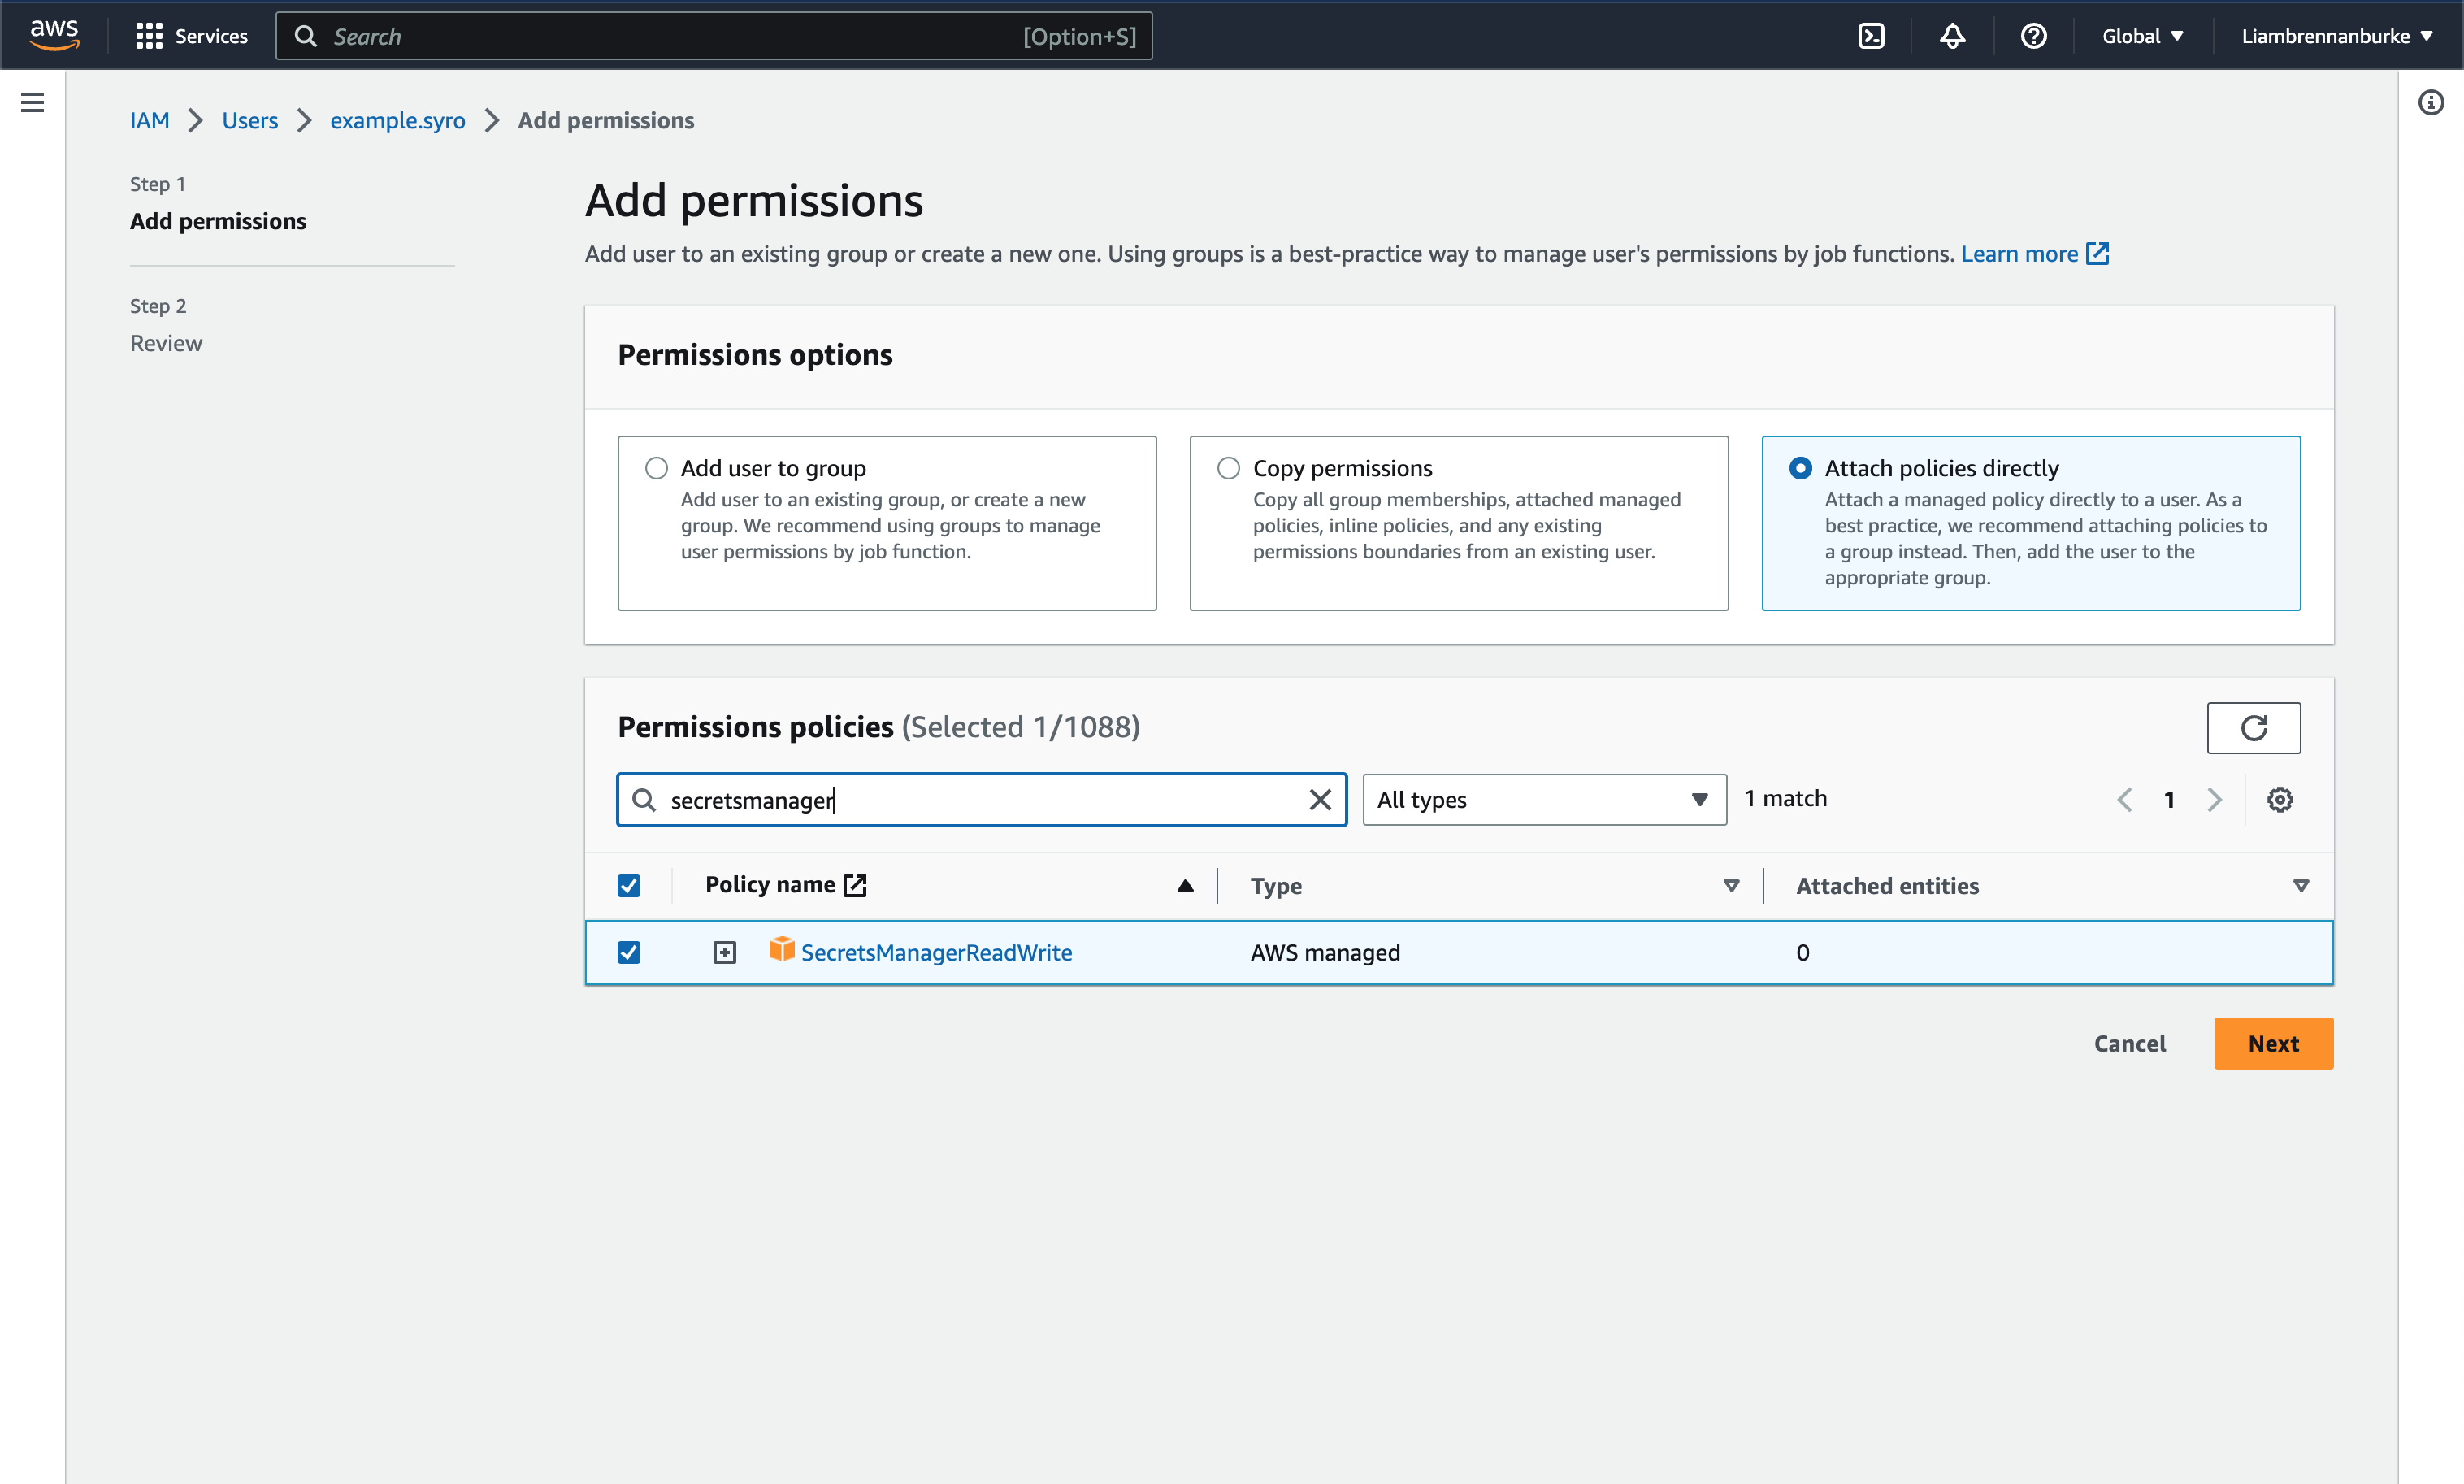 aws
Services
Search
[Option+S]
Global
Liambrennanburke
IAM
Users
example.syro
Add permissions
Step 1
Add permissions
Step 2
Review
Add permissions
Add user to an existing group or create a new one. Using groups is a best-practice way to manage user's permissions by job functions. Learn more
Permissions options
Add user to group
Add user to an existing group, or create a new
group. We recommend using groups to manage
user permissions by job function.
Copy permissions
Copy all group memberships, attached managed
policies, inline policies, and any existing
permissions boundaries from an existing user.
Attach policies directly
Attach a managed policy directly to a user. As a
best practice, we recommend attaching policies to
a group instead. Then, add the user to the
appropriate group.
Permissions policies (Selected 1/1088)
secretsmanager
All types
1 match
1
Policy name
Type
Attached entities
SecretsManagerReadWrite
AWS managed
0
Cancel
Next